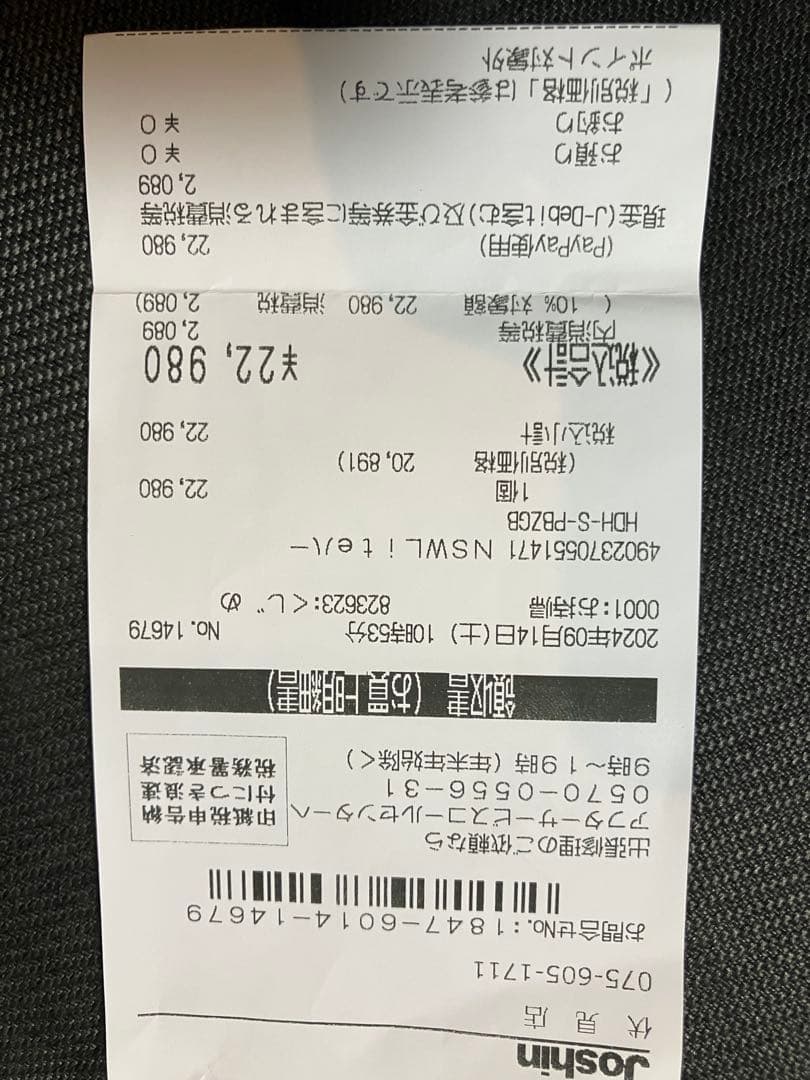 Joshin
伏見店
075-605-1711
お問合せNo.:1847-6014-14679
出張修理のご依頼なら
アフターサービスコールセンターへ
0570-0556-31
9時～19時(年末年始除く)
印紙税申告納
付につき浪速
税務署承認済
領収書(お買上明細書)
2024年09月14日(土) 10時53分 No.14679
0001:お持帰 823623:くじ゛め
4902370551471 NSWLiteハー
HDH-S-PBZGB
1個 22,980
(税別価格 20,891)
税込小計 22,980
《税込合計》 ¥22,980
内消費税等 2,089
( 10% 対象額 22,980 消費税 2,089)
(PayPay使用) 22,980
現金(J-Debit含む)及び金券等に含まれる消費税等
2,089
お預り ¥0
お釣り ¥0
(「税別価格」は参考表示です)
ポイント対象外